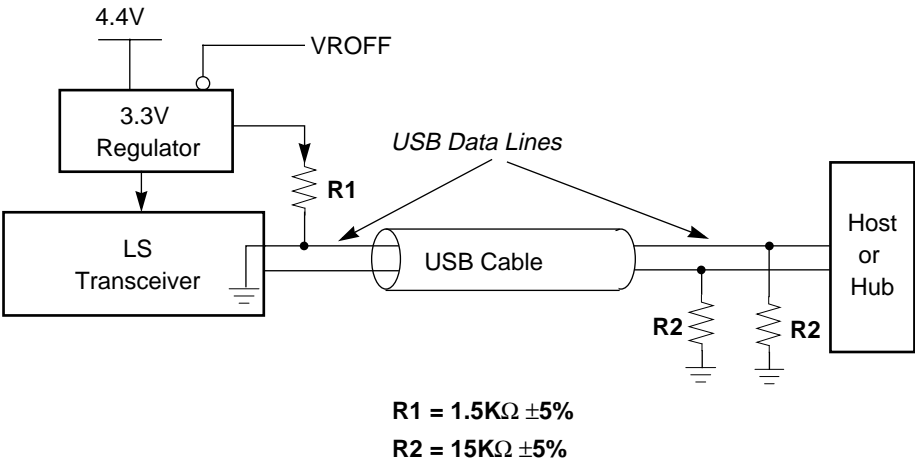 4.4V
VROFF
3.3V
Regulator
USB Data Lines
R1
LS
Transceiver
USB Cable
Host
or
Hub
R2
R2
R1 = 1.5KΩ ±5%
R2 = 15KΩ ±5%